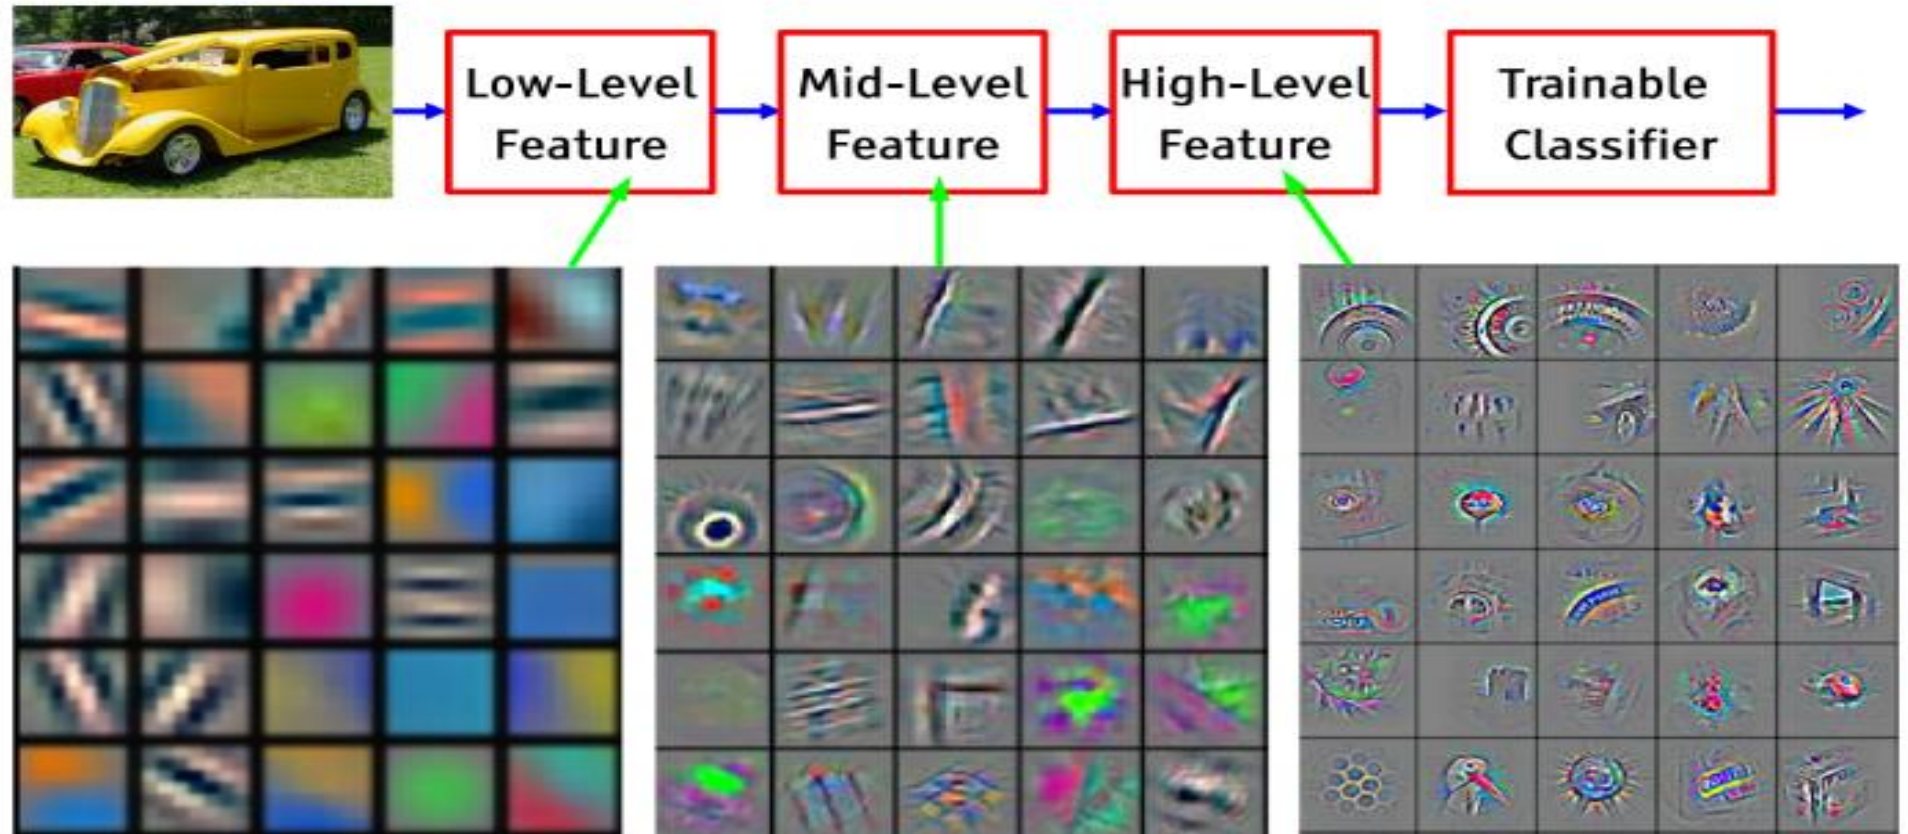 Low-Level
Feature
Mid-Level
Feature
High-Level
Feature
Trainable
Classifier